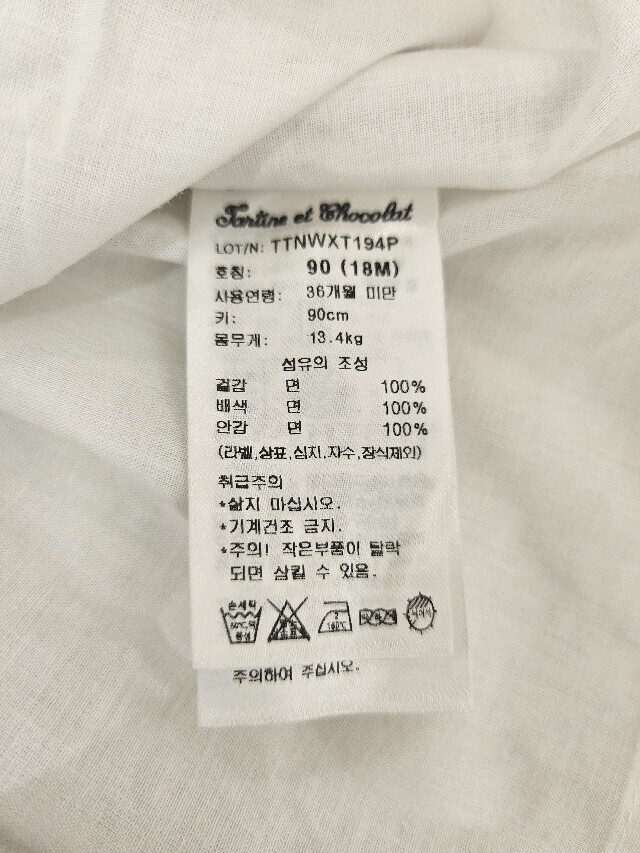 Tartine et Chocolat
LOT/N: TTNWXT194P
호칭: 90 (18M)
사용연령: 36개월 미만
키: 90cm
몸무게: 13.4kg
섬유의 조성
겉감 면 100%
배색 면 100%
안감 면 100%
(라벨,상표,심지,자수,장식제외)
취급주의
*삶지 마십시오.
*기계건조 금지.
*주의! 작은부품이 탈락
되면 삼킬 수 있음.
손세탁
30℃,약
중성
160℃
주의하여 주십시오.